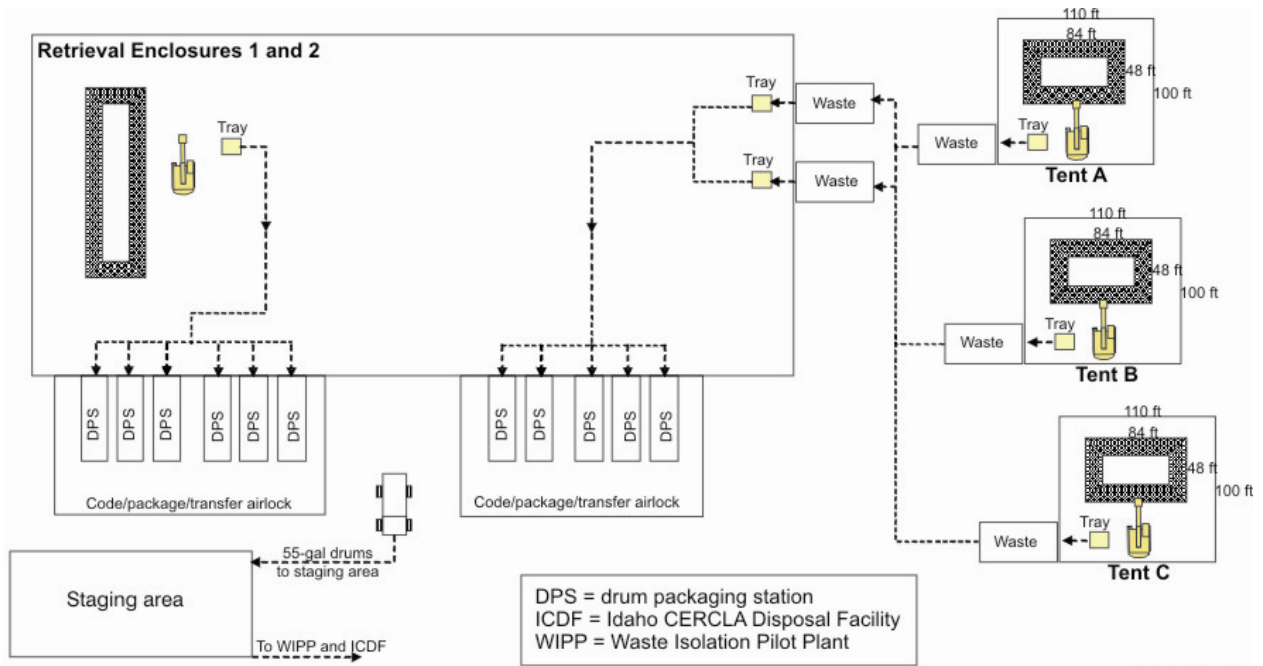 Retrieval Enclosures 1 and 2
Tray
Tray
Waste
Tray
Waste
110 ft
84 ft
48 ft
100 ft
Waste
Tray
Tent A
110 ft
84 ft
48 ft
100 ft
Waste
Tray
Tent B
110 ft
84 ft
48 ft
100 ft
Waste
Tray
Tent C
DPS
DPS
DPS
DPS
DPS
DPS
Code/package/transfer airlock
DPS
DPS
DPS
DPS
DPS
Code/package/transfer airlock
55-gal drums
to staging area
Staging area
To WIPP and ICDF
DPS = drum packaging station
ICDF = Idaho CERCLA Disposal Facility
WIPP = Waste Isolation Pilot Plant